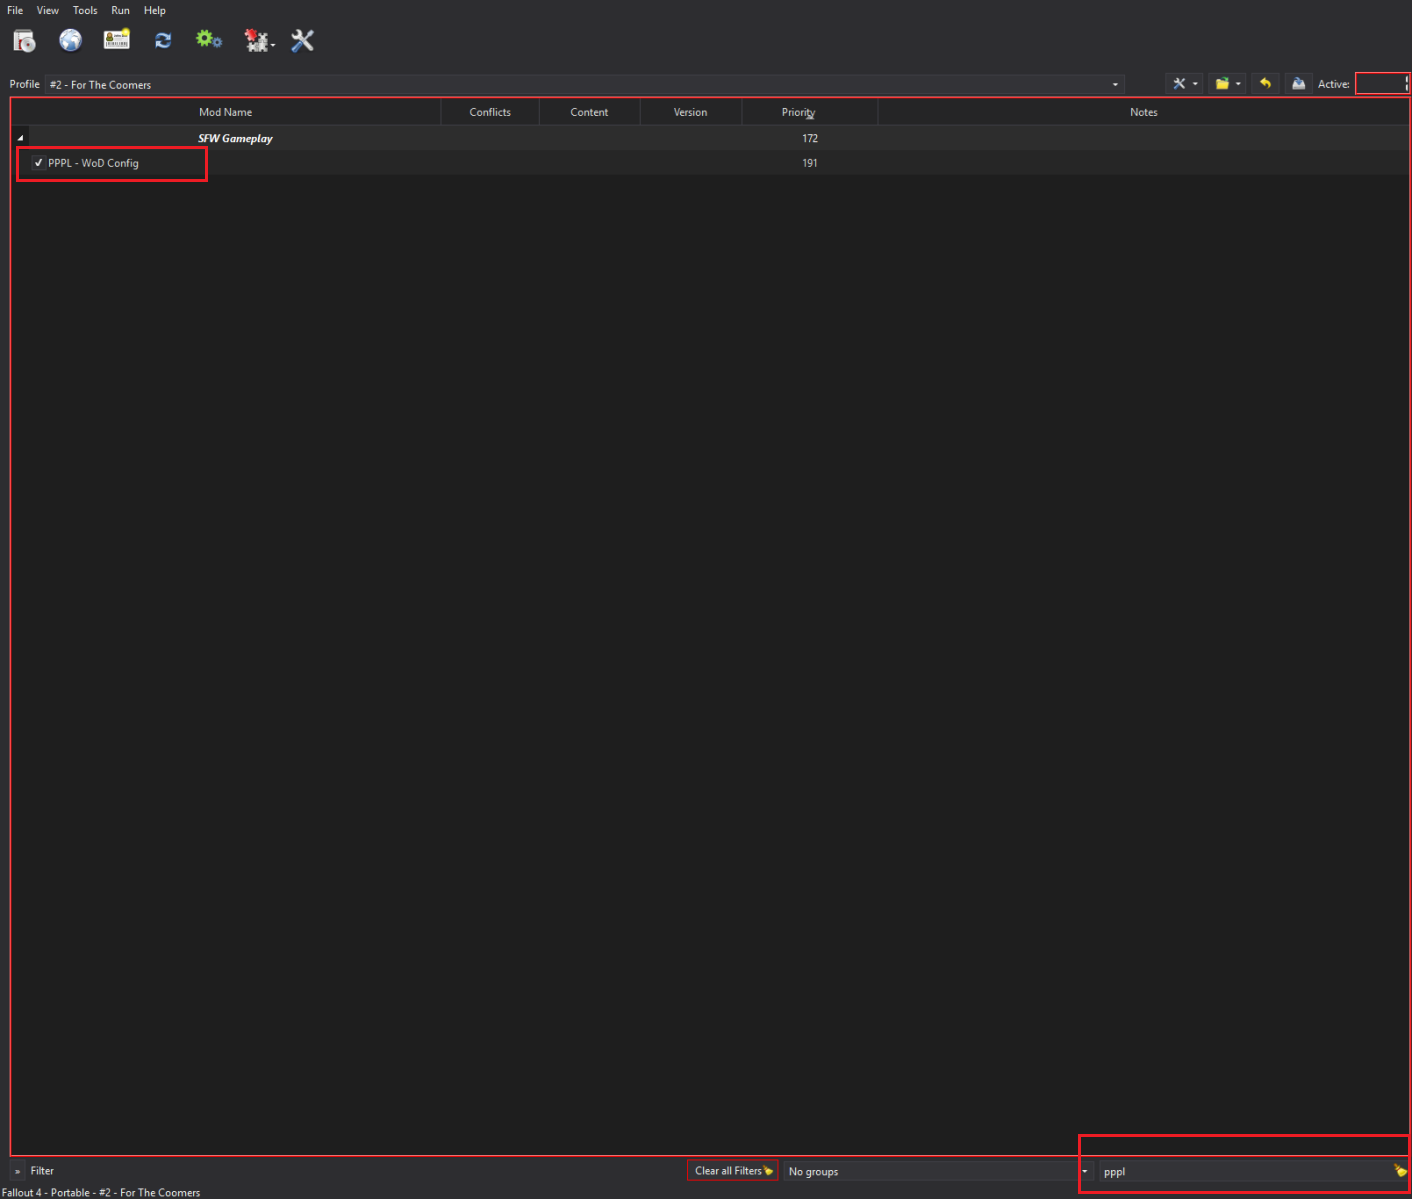 File View Tools Run Help
Profile #2 - For The Coomers Active:
Mod Name Conflicts Content Version Priority Notes
SFW Gameplay 172
PPPL - WoD Config 191
» Filter Clear all Filters No groups pppl
Fallout 4 - Portable - #2 - For The Coomers